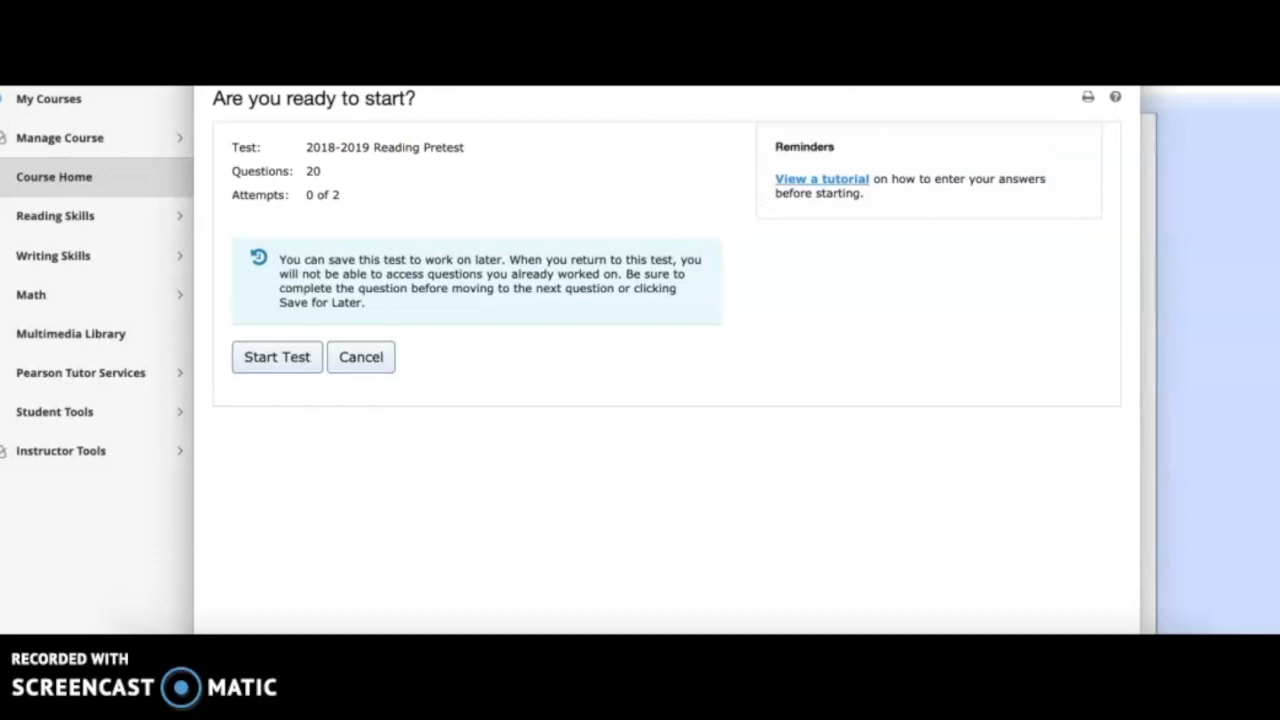 My Courses
Manage Course
Course Home
Reading Skills
Writing Skills
Math
Multimedia Library
Pearson Tutor Services
Student Tools
Instructor Tools
Are you ready to start?
Test: 2018-2019 Reading Pretest
Questions: 20
Attempts: 0 of 2
You can save this test to work on later. When you return to this test, you
will not be able to access questions you already worked on. Be sure to
complete the question before moving to the next question or clicking
Save for Later.
Start Test Cancel
Reminders
View a tutorial on how to enter your answers
before starting.
RECORDED WITH
SCREENCAST MATIC